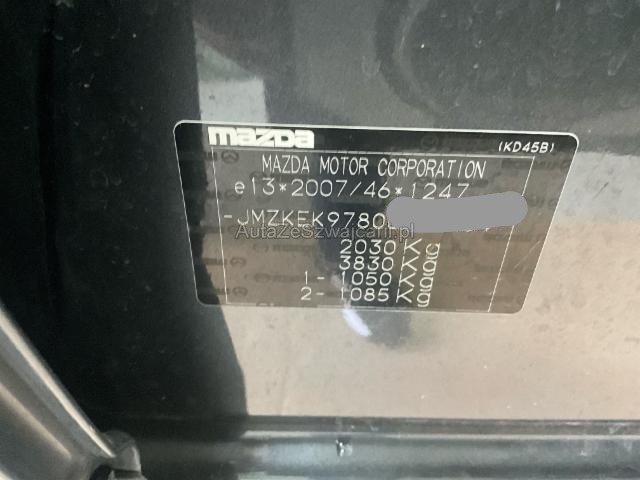 mazda
(KD45B)
MAZDA MOTOR CORPORATION
e13*2007/46*1247
-JMZKEK9780
AutaZeSzwajcarii.pl
2030 Kg
3830 Kg
1- 1050 Kg
2- 1085 Kg